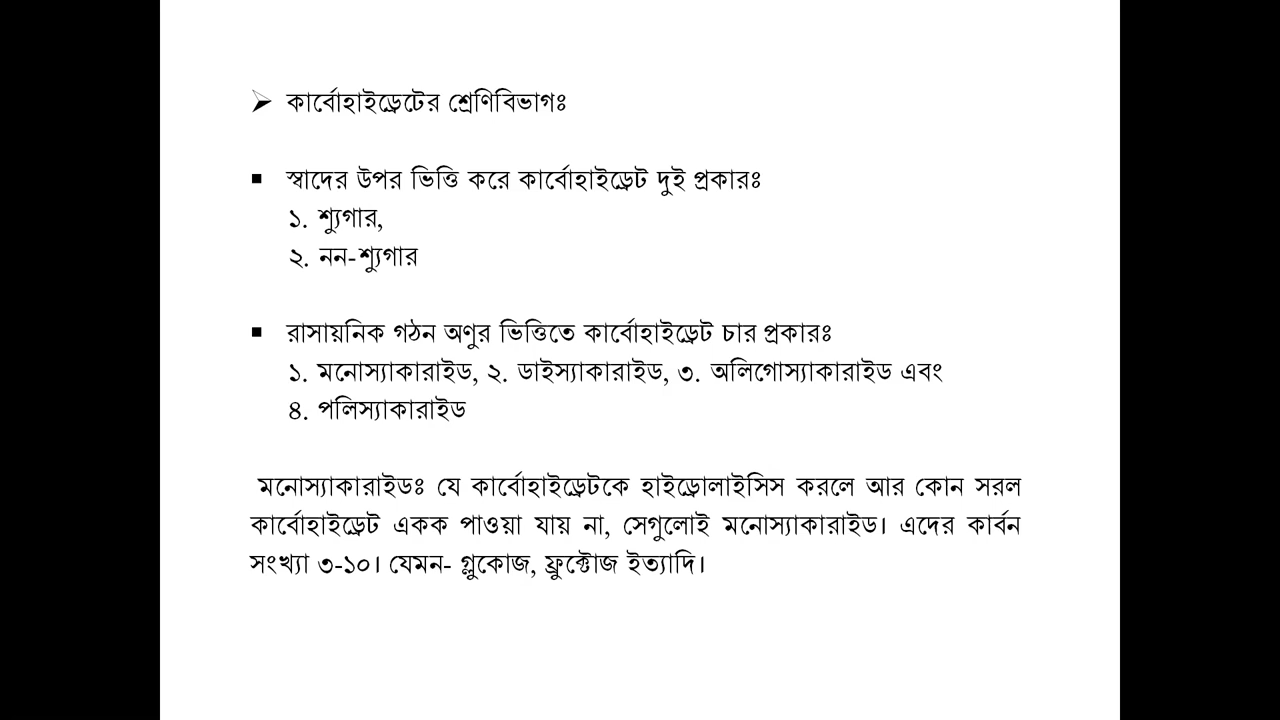 ➢ কার্বোহাইড্রেটের শ্রেণিবিভাগঃ
▪ স্বাদের উপর ভিত্তি করে কার্বোহাইড্রেট দুই প্রকারঃ
১. শ্যুগার,
২. নন-শ্যুগার
▪ রাসায়নিক গঠন অণুর ভিত্তিতে কার্বোহাইড্রেট চার প্রকারঃ
১. মনোস্যাকারাইড, ২. ডাইস্যাকারাইড, ৩. অলিগোস্যাকারাইড এবং
৪. পলিস্যাকারাইড
মনোস্যাকারাইডঃ যে কার্বোহাইড্রেটকে হাইড্রোলাইসিস করলে আর কোন সরল
কার্বোহাইড্রেট একক পাওয়া যায় না, সেগুলোই মনোস্যাকারাইড। এদের কার্বন
সংখ্যা ৩-১০। যেমন- গ্লুকোজ, ফ্রুক্টোজ ইত্যাদি।